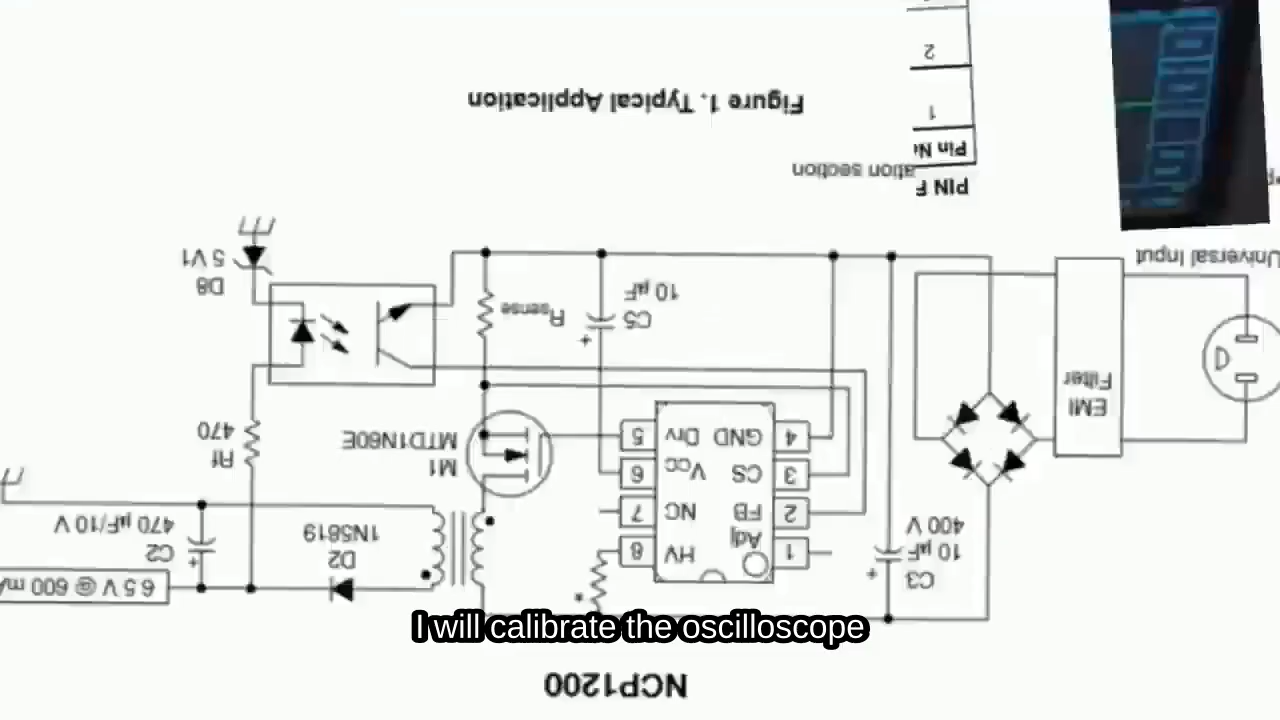 NCP1200
6.5 V @ 600 mA
C2
470 µF/10 V
D2
1N5819
Rf
470
D8
5 V1
M1
MTD1N60E
Rsense
C5
10 µF
+
+
+
*
1
Adj
HV
8
2
FB
NC
7
3
CS
VCC
6
4
GND
Drv
5
C3
10 µF
400 V
EMI
Filter
Universal Input
Figure 1. Typical Application
ation section
PIN F
Pin
1
2
I will calibrate the oscilloscope